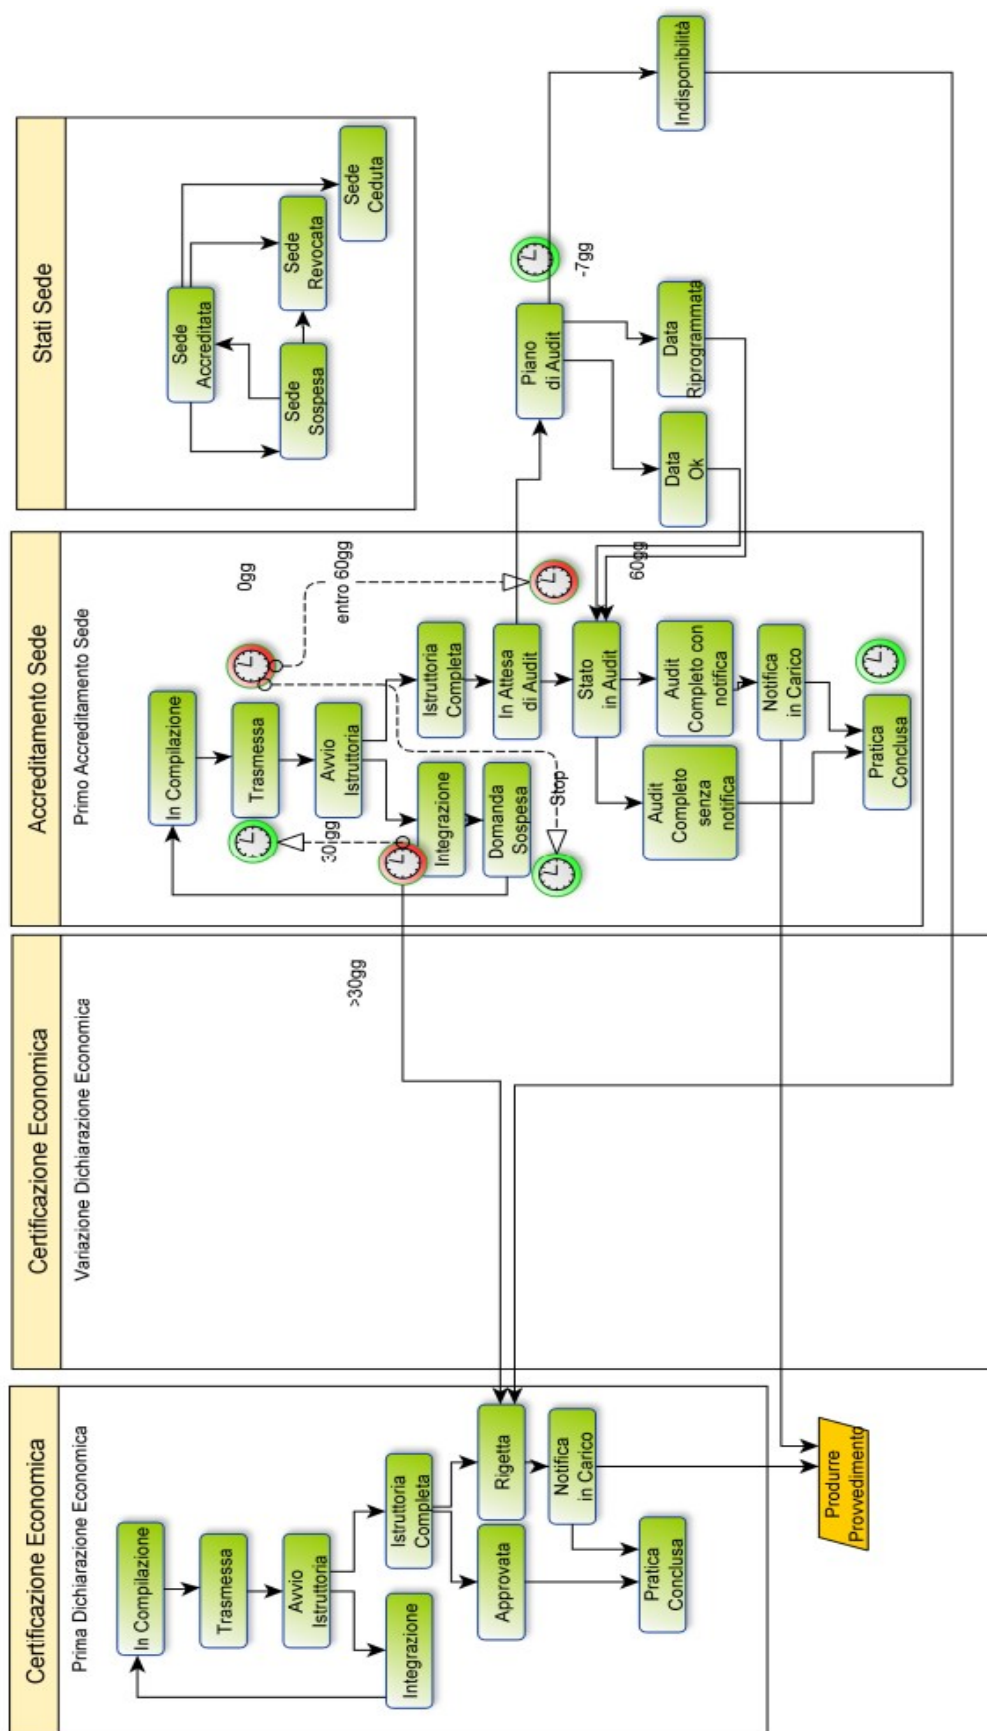 Certificazione Economica
Prima Dichiarazione Economica
In Compilazione
Trasmessa
Avvio
Istruttoria
Integrazione
Istruttoria
Completa
Approvata
Rigetta
Notifica
in Carico
Pratica
Conclusa
Produrre
Provvedimento
Certificazione Economica
Variazione Dichiarazione Economica
>30gg
Accreditamento Sede
Primo Accreditamento Sede
In Compilazione
Trasmessa
0gg
Avvio
Istruttoria
30gg
entro 60gg
Integrazione
Istruttoria
Completa
Domanda
Sospesa
In Attesa
di Audit
Stop
Stato
in Audit
60gg
Audit
Completo
senza
notifica
Audit
Completo con
notifica
Notifica
in Carico
Pratica
Conclusa
Stati Sede
Sede
Accreditata
Sede
Sospesa
Sede
Revocata
Sede
Ceduta
Piano
di Audit
-7gg
Data
Ok
Data
Riprogrammata
Indisponibilità